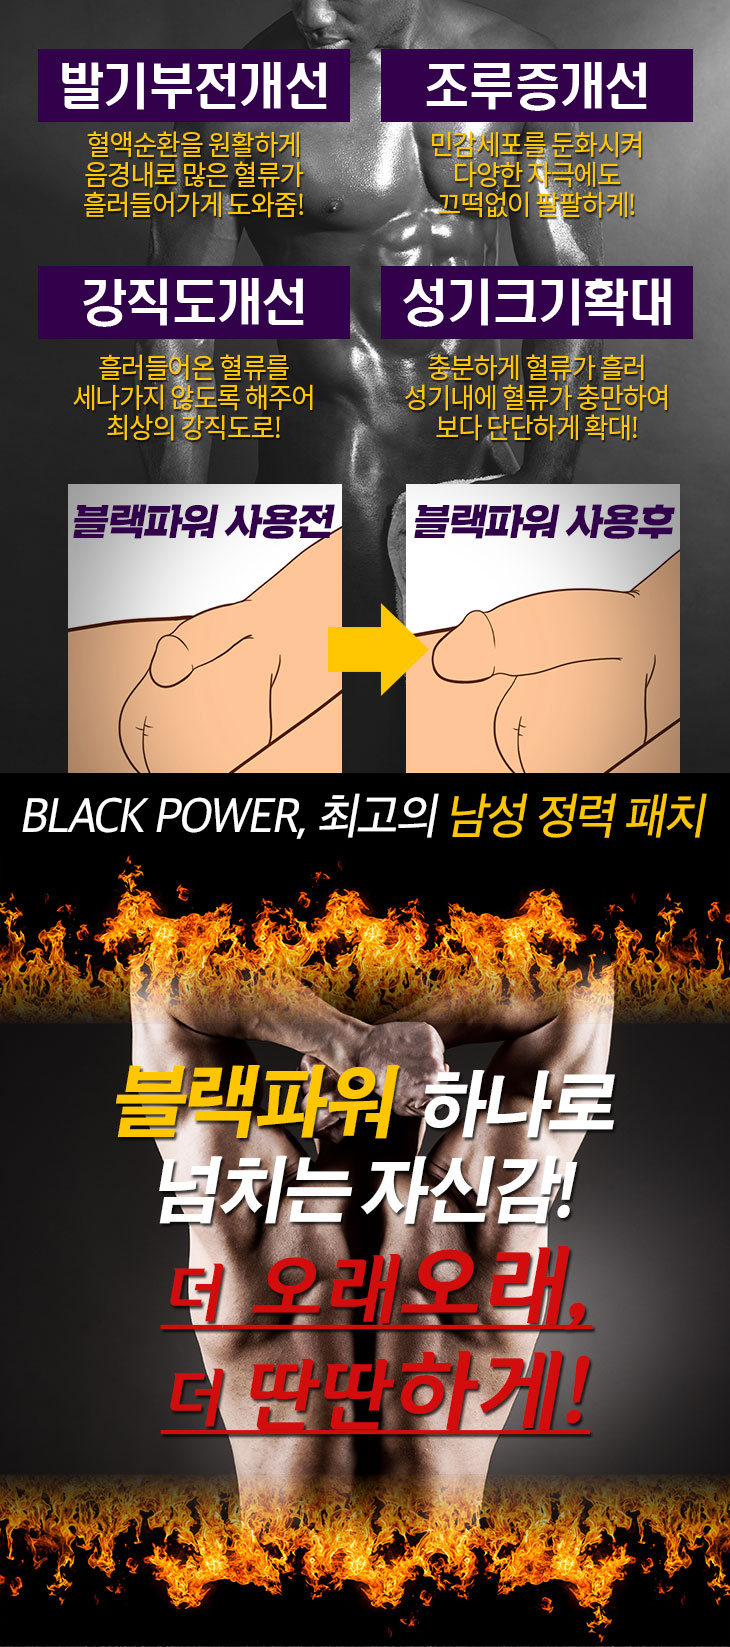 발기부전개선
혈액순환을 원활하게
음경내로 많은 혈류가
흘러들어가게 도와줌!
조루증개선
민감세포를 둔화시켜
다양한 자극에도
끄떡없이 팔팔하게!
강직도개선
흘러들어온 혈류를
세나가지 않도록 해주어
최상의 강직도로!
성기크기확대
충분하게 혈류가 흘러
성기내에 혈류가 충만하여
보다 단단하게 확대!
블랙파워 사용전
블랙파워 사용후
BLACK POWER, 최고의 남성 정력 패치
블랙파워 하나로
넘치는 자신감!
더 오래오래,
더 딴딴하게!